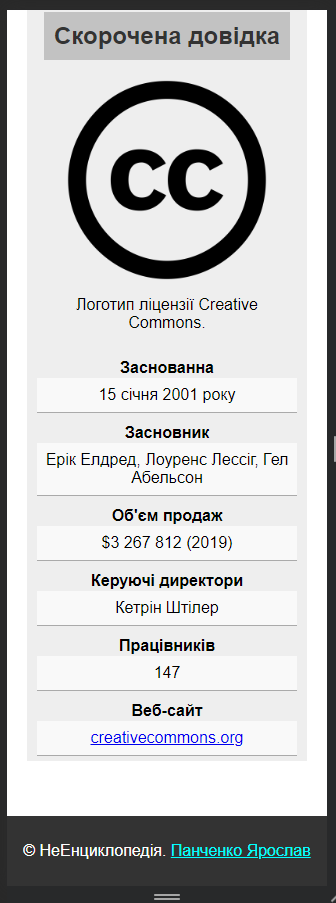 Скорочена довідка
cc
Логотип ліцензії Creative
Commons.
Заснованна
15 січня 2001 року
Засновник
Ерік Елдред, Лоуренс Лессіг, Гел
Абельсон
Об'єм продаж
$3 267 812 (2019)
Керуючі директори
Кетрін Штілер
Працівників
147
Веб-сайт
creativecommons.org
© НеЕнциклопедія. Панченко Ярослав